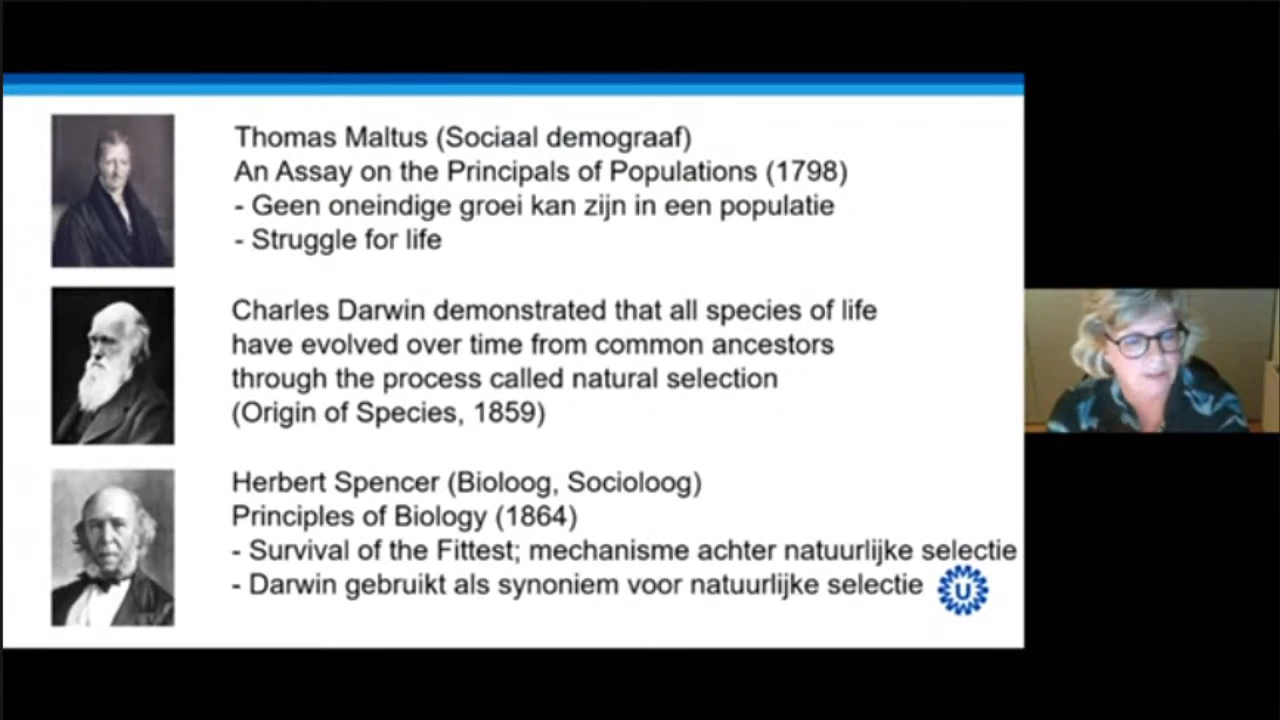 Thomas Maltus (Sociaal demograaf)
An Assay on the Principals of Populations (1798)
- Geen oneindige groei kan zijn in een populatie
- Struggle for life
Charles Darwin demonstrated that all species of life
have evolved over time from common ancestors
through the process called natural selection
(Origin of Species, 1859)
Herbert Spencer (Bioloog, Socioloog)
Principles of Biology (1864)
- Survival of the Fittest; mechanisme achter natuurlijke selectie
- Darwin gebruikt als synoniem voor natuurlijke selectie
U